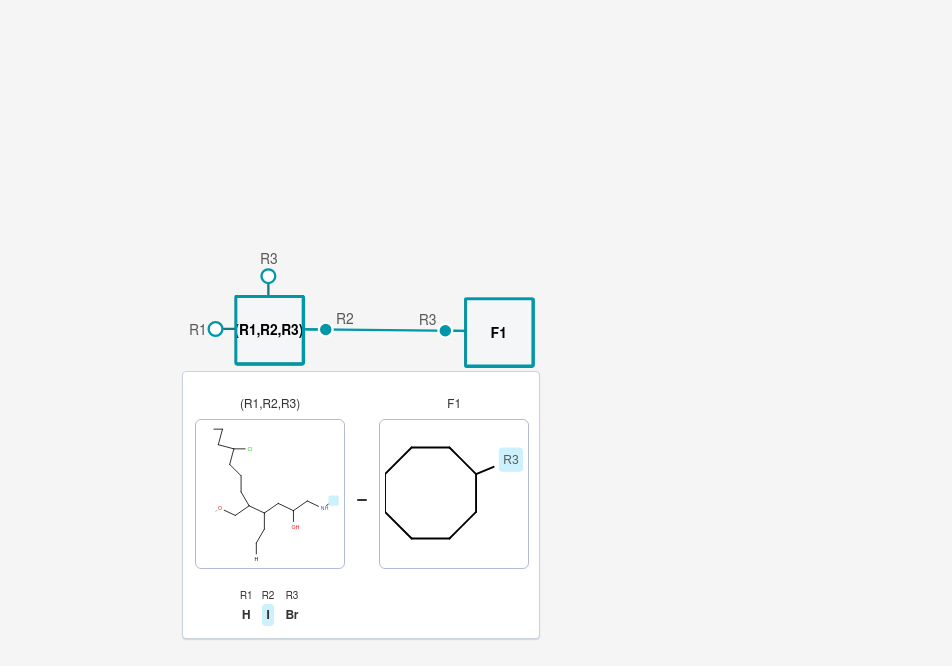 R3
R1
(R1,R2,R3)
R2
R3
F1
(R1,R2,R3)
F1
Cl
O
NH
OH
H
R3
R1 R2 R3
H I Br